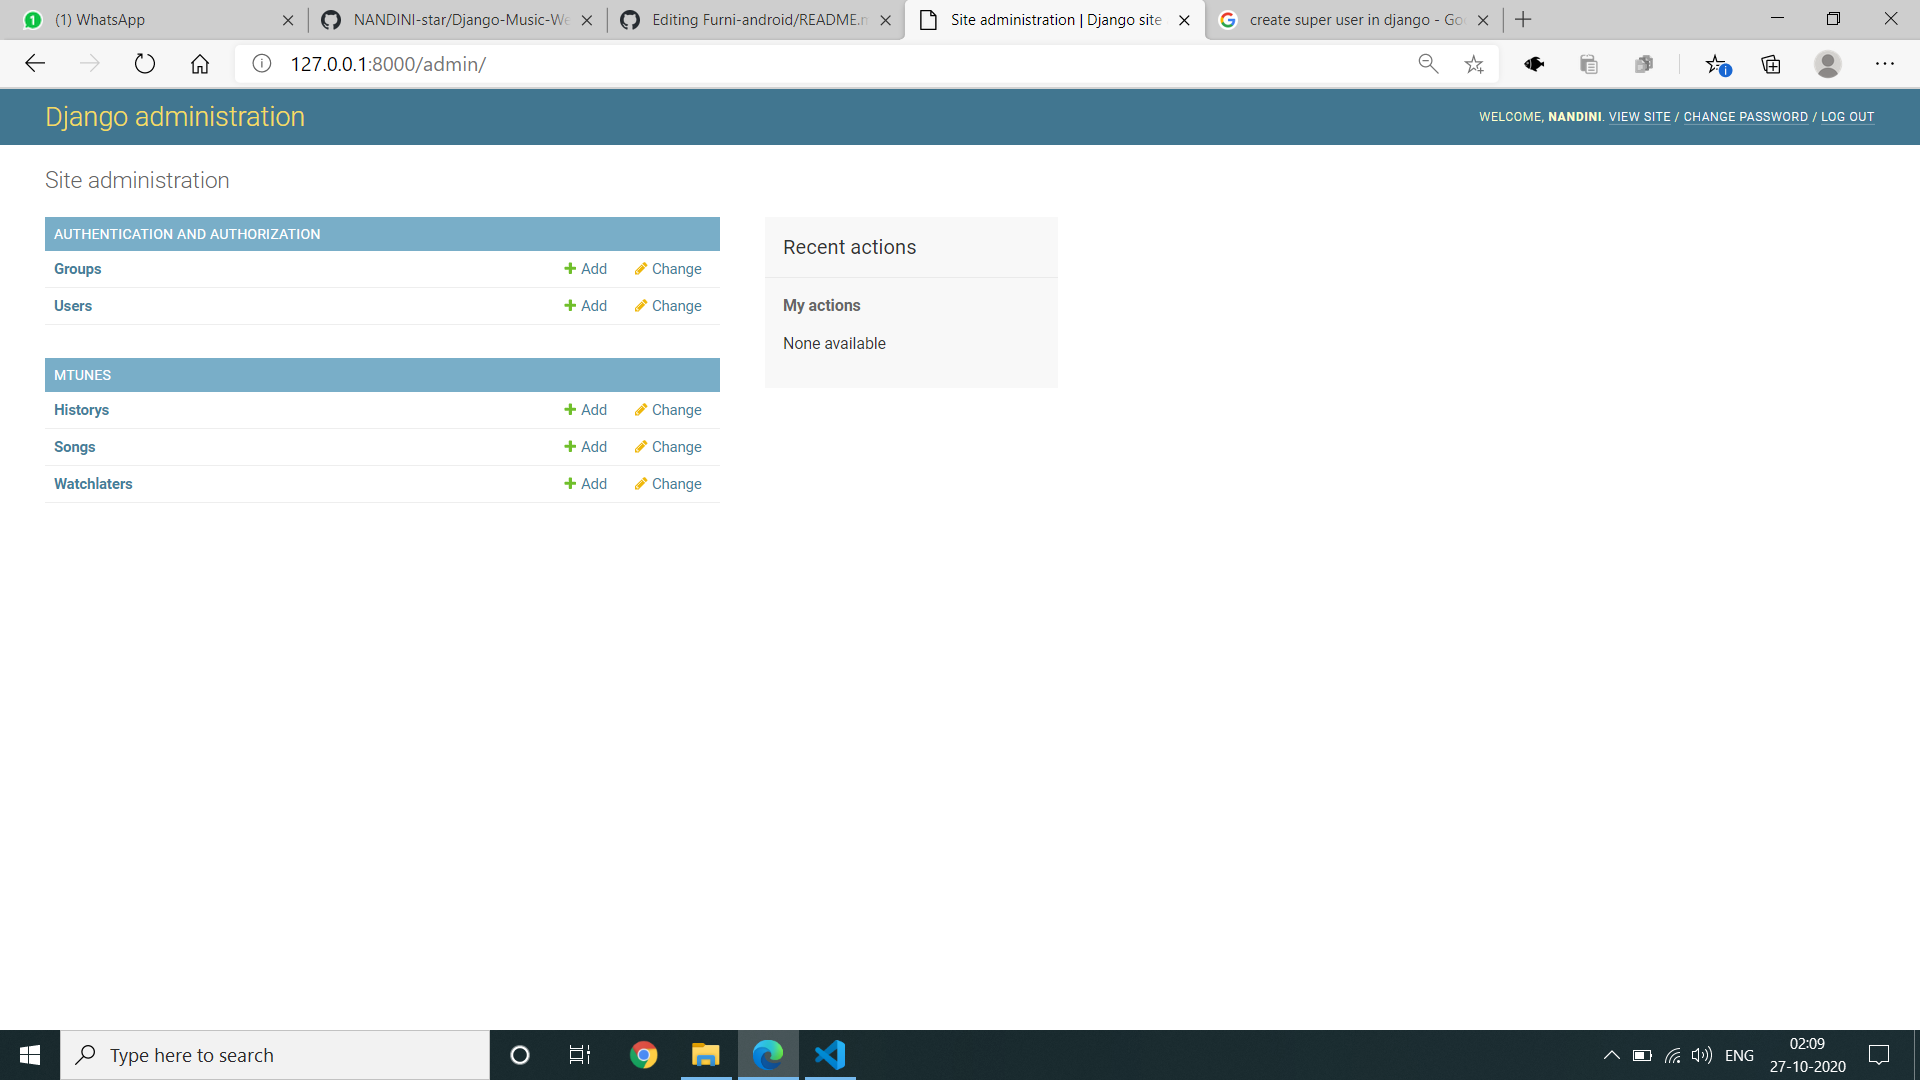 (1) WhatsApp
NANDINI-star/Django-Music-We
Editing Furni-android/README.m
Site administration | Django site
create super user in django - Goo
127.0.0.1:8000/admin/
Django administration
WELCOME, NANDINI. VIEW SITE / CHANGE PASSWORD / LOG OUT
Site administration
AUTHENTICATION AND AUTHORIZATION
Groups Add Change
Users Add Change
MTUNES
Historys Add Change
Songs Add Change
Watchlaters Add Change
Recent actions
My actions
None available
Type here to search
ENG
02:09
27-10-2020